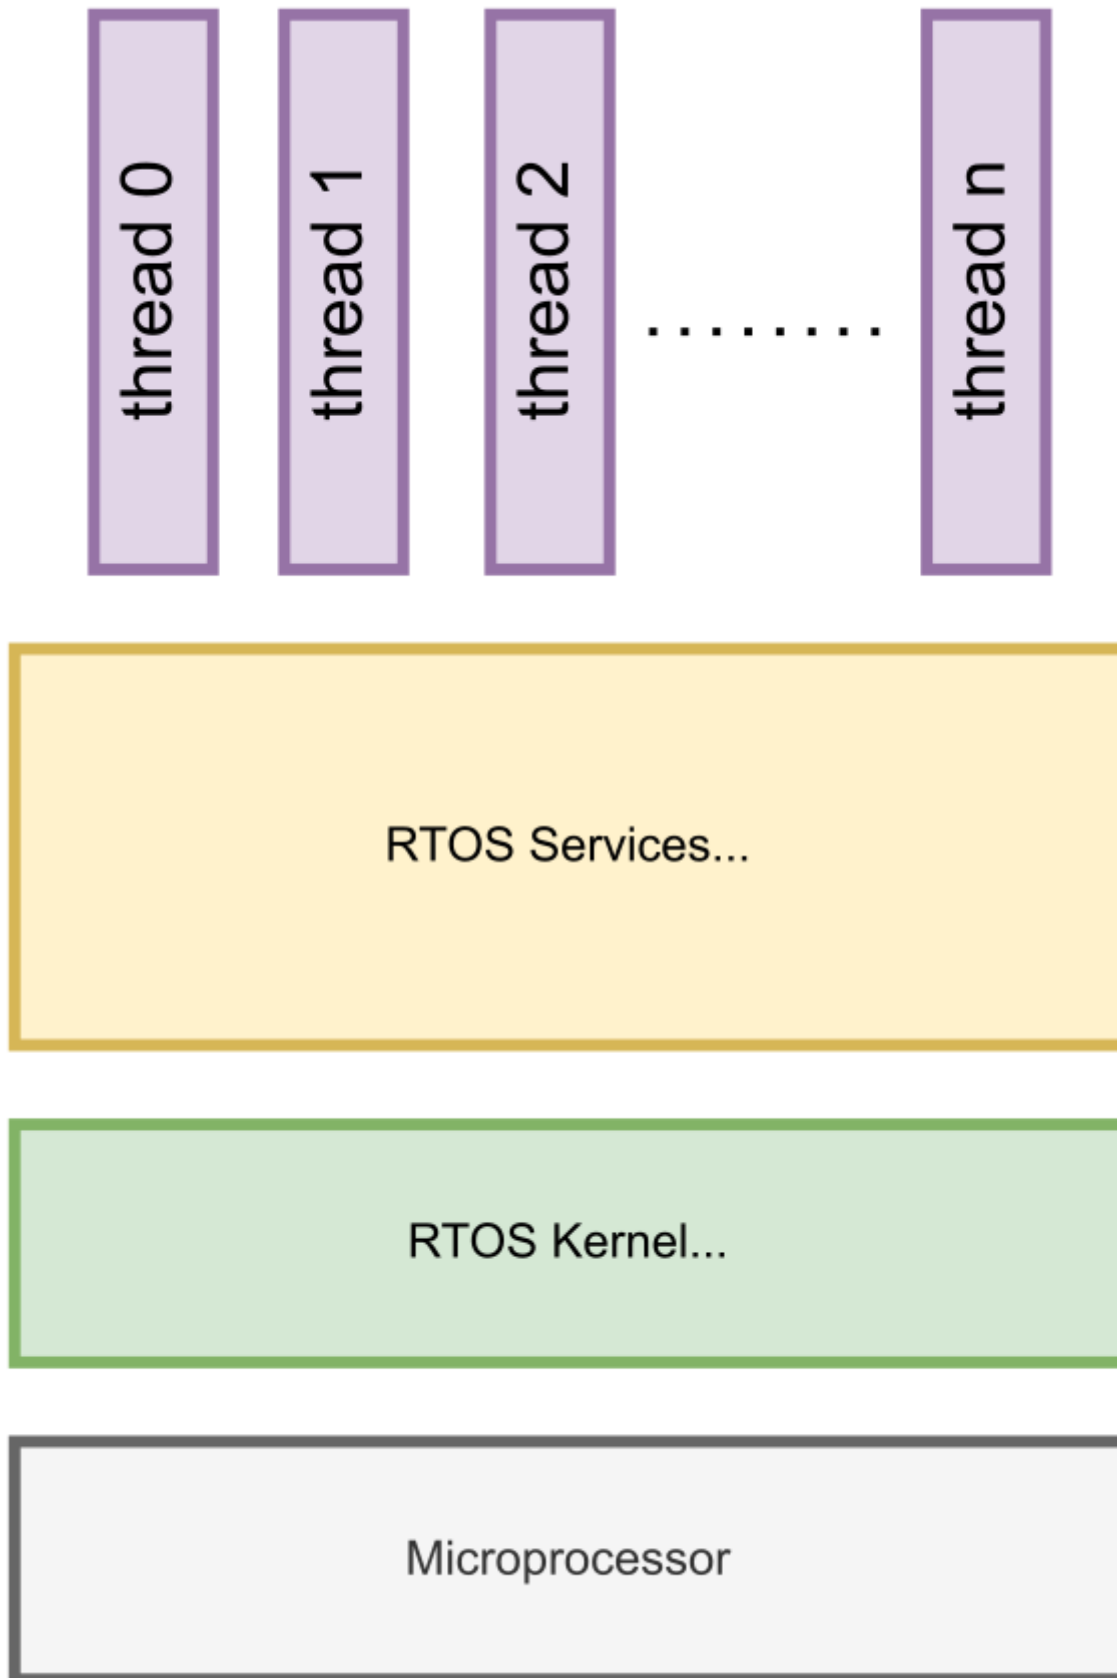 thread 0
thread 1
thread 2
........
thread n
RTOS Services...
RTOS Kernel...
Microprocessor